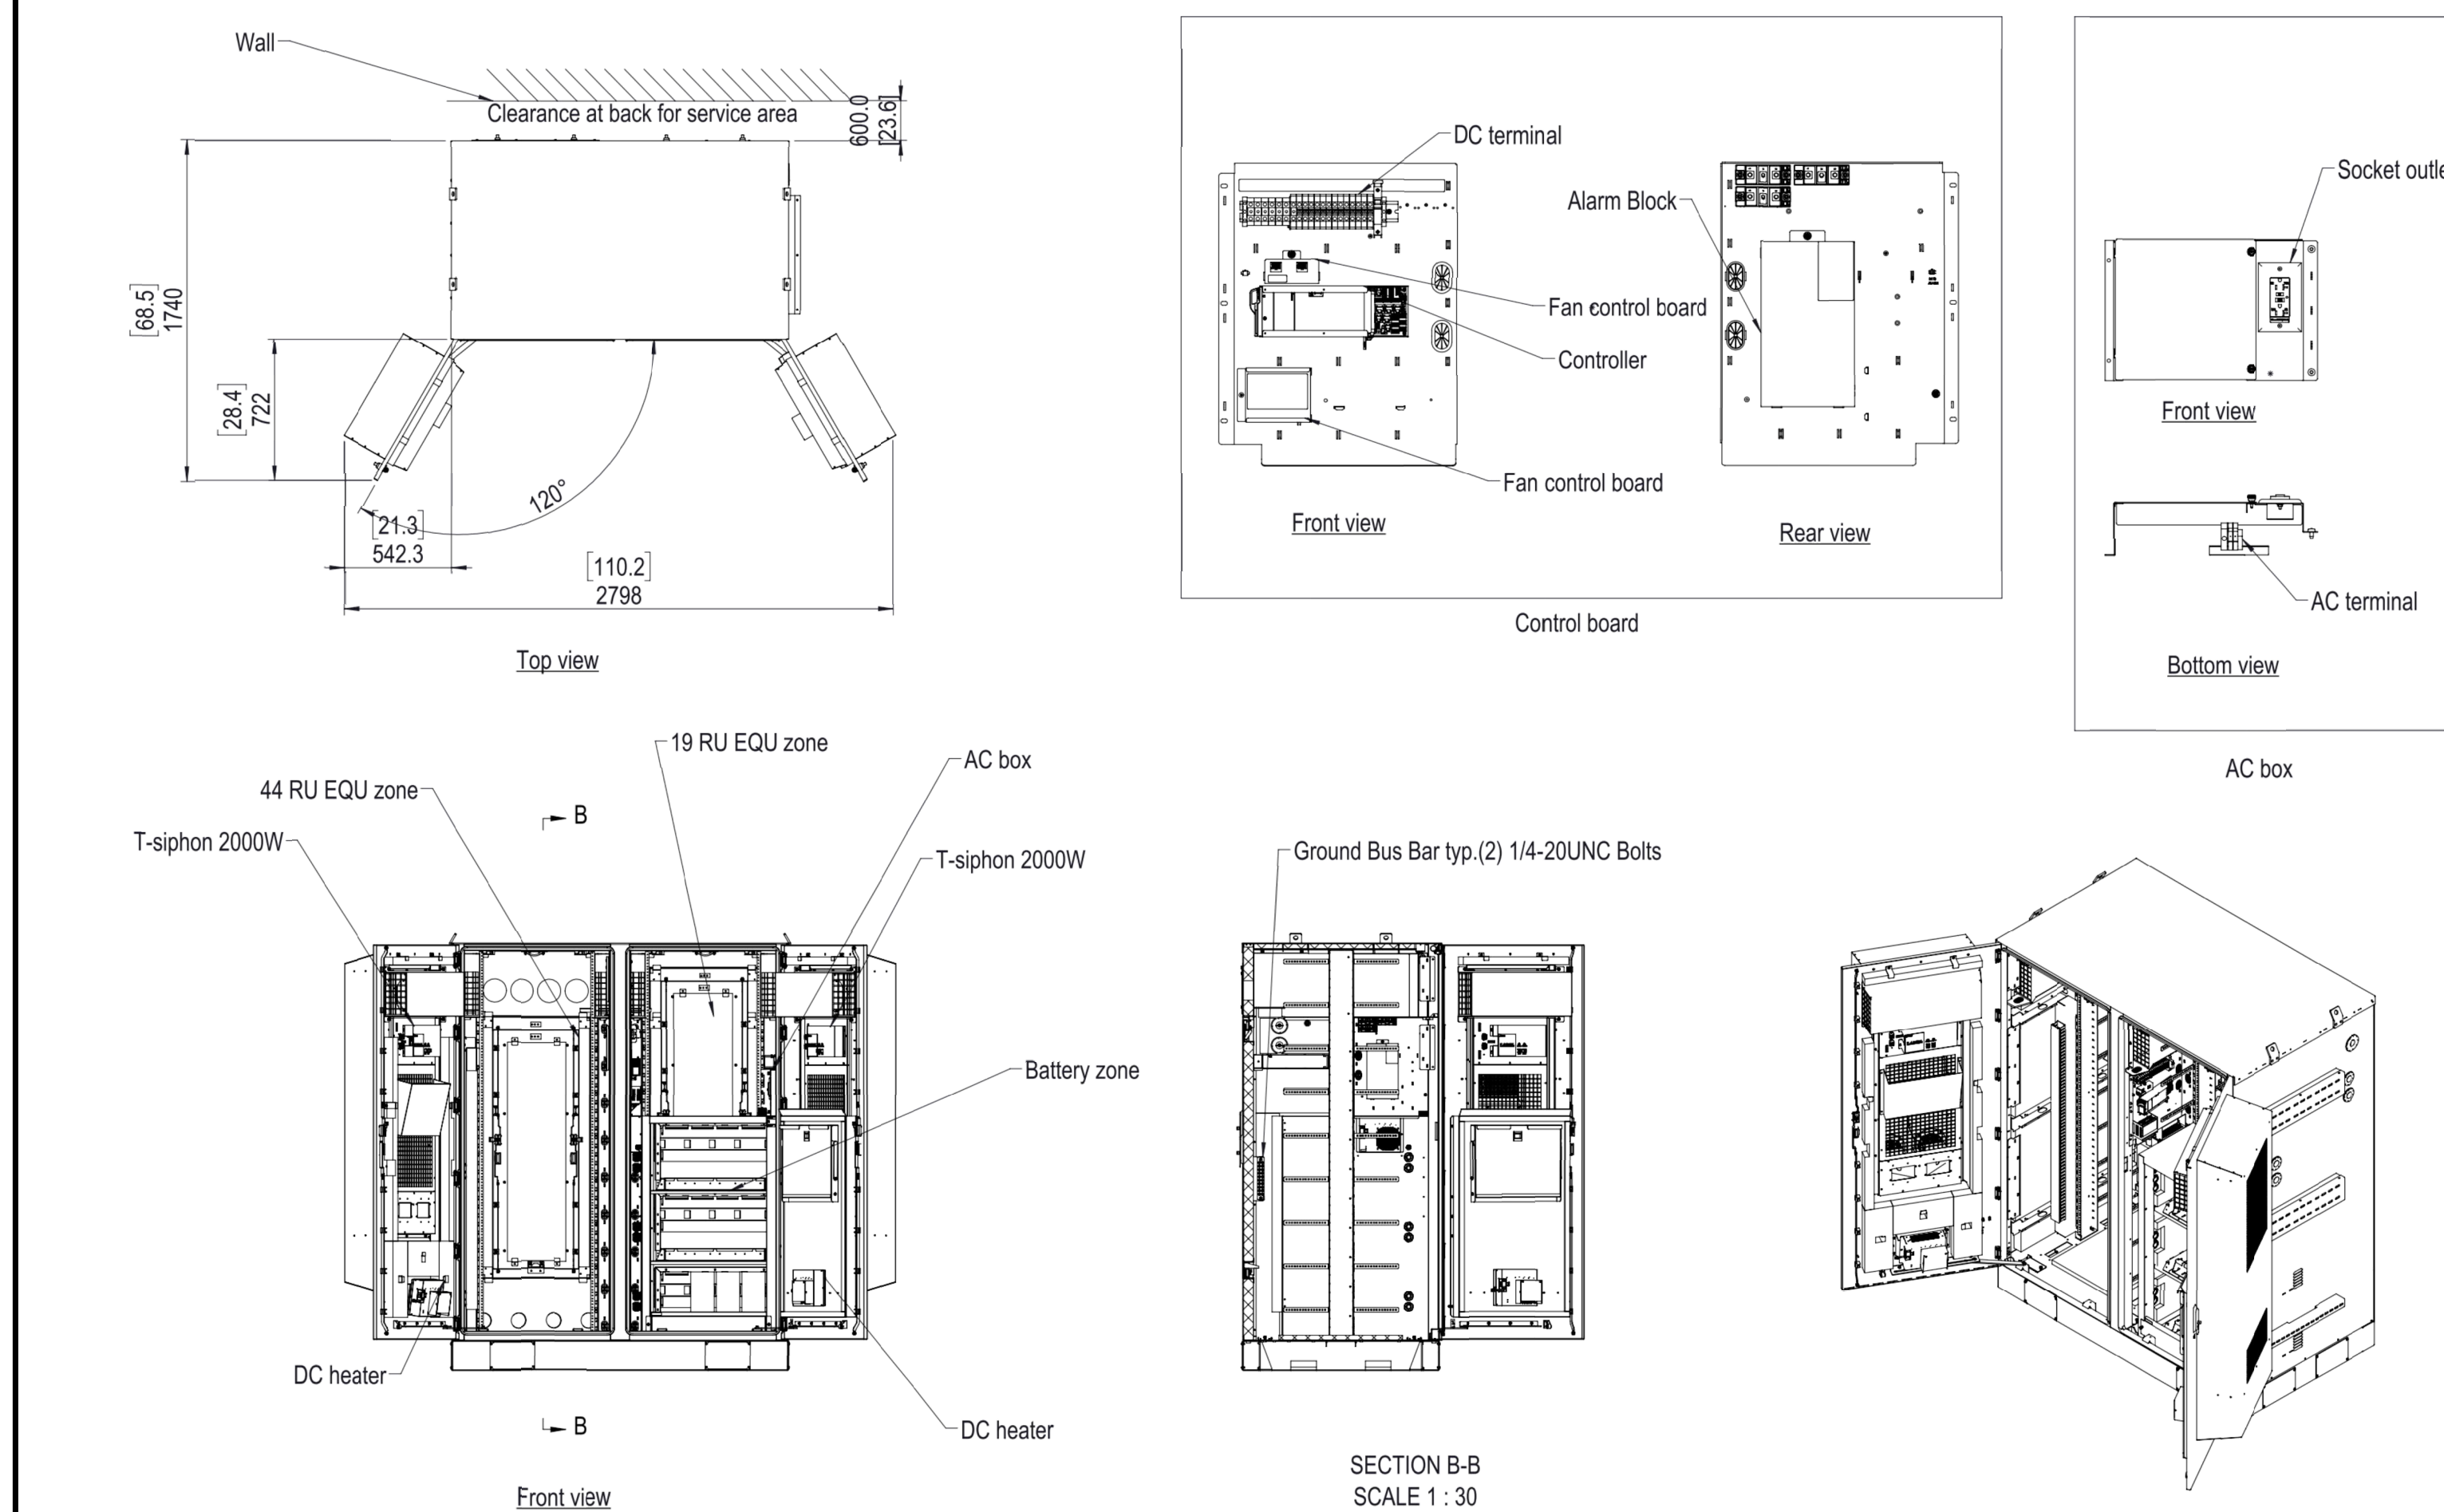 Wall
Clearance at back for service area
600.0
[23.6]
[68.5]
1740
[28.4]
722
120°
[21.3]
542.3
[110.2]
2798
Top view
DC terminal
Alarm Block
Fan control board
Controller
Fan control board
Front view
Rear view
Control board
Socket outle
Front view
AC terminal
Bottom view
AC box
19 RU EQU zone
AC box
44 RU EQU zone
B
T-siphon 2000W
T-siphon 2000W
Battery zone
DC heater
B
DC heater
Front view
Ground Bus Bar typ.(2) 1/4-20UNC Bolts
SECTION B-B
SCALE 1 : 30